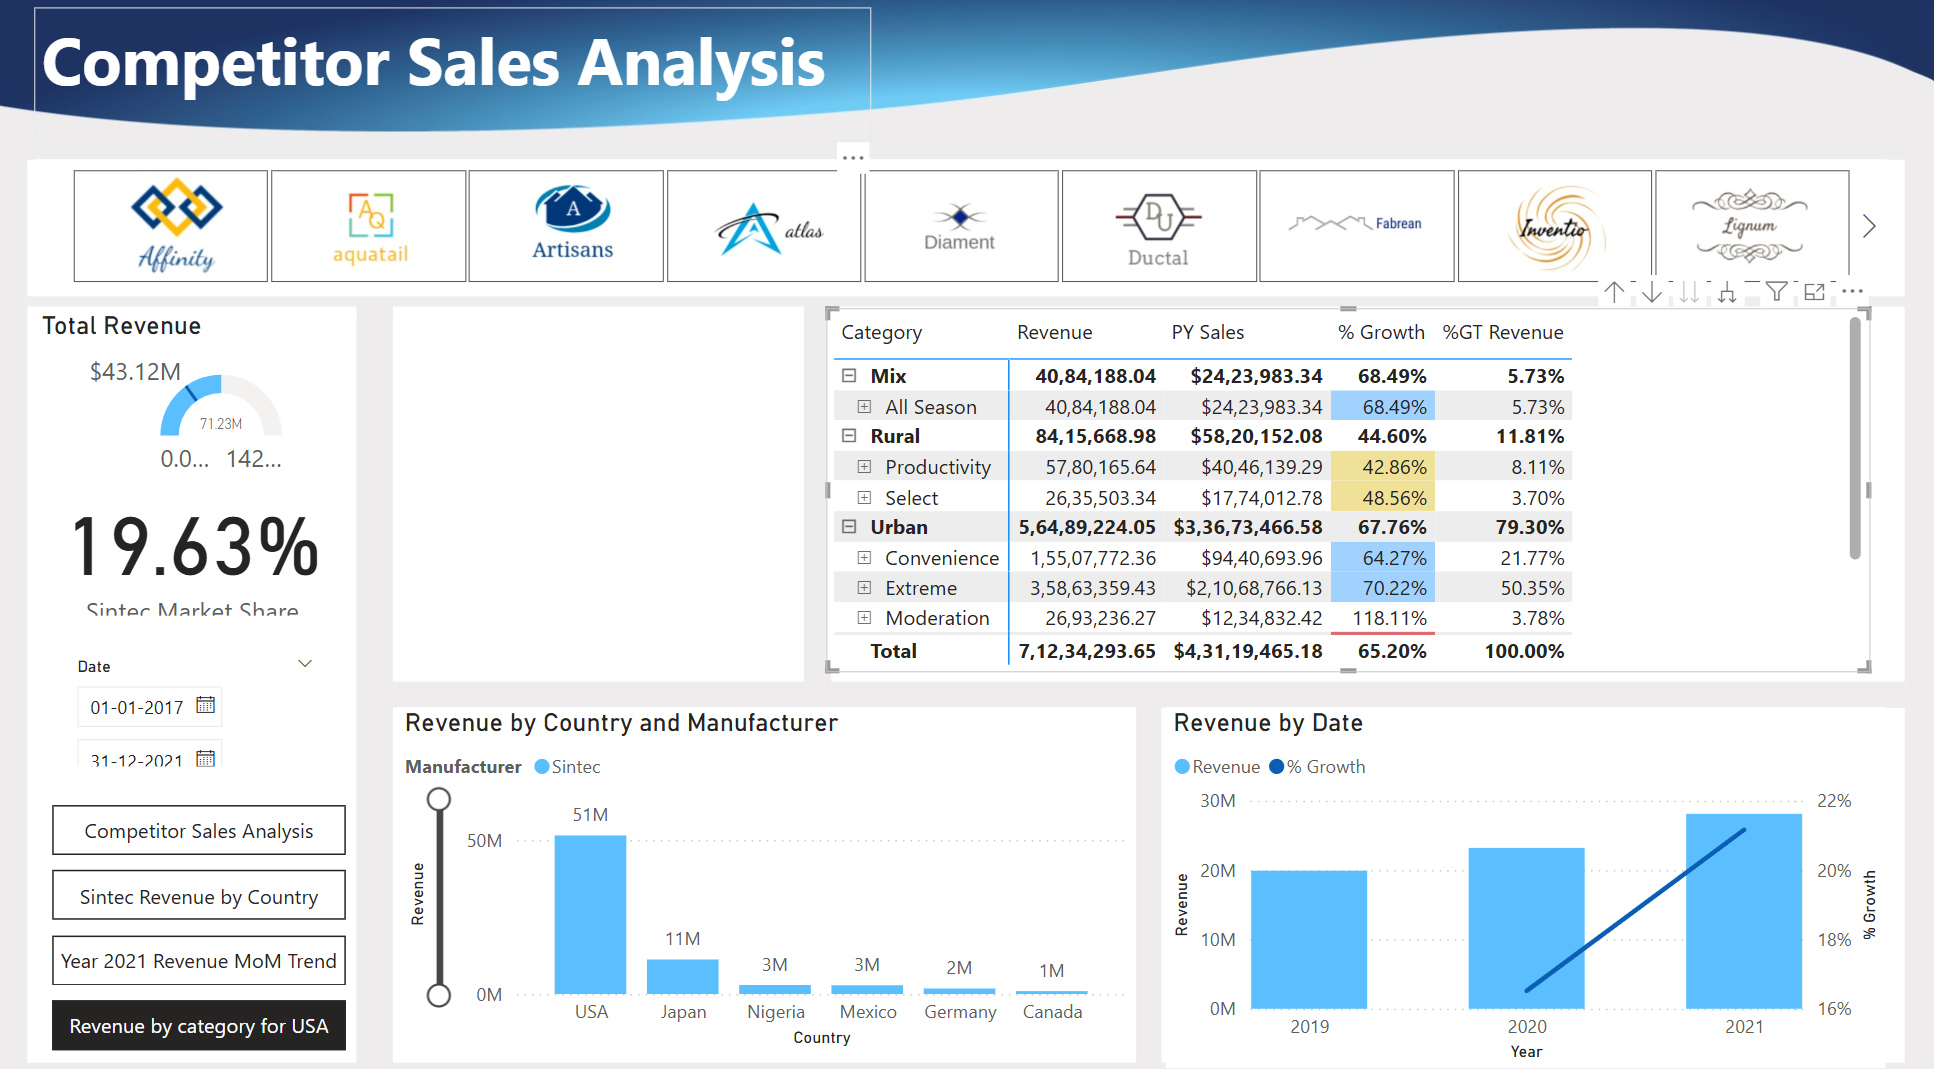 Competitor Sales Analysis
Affinity
AQ
aquatail
A
Artisans
atlas
Diament
DU
Ductal
Fabrean
Inventio
Lignum
Total Revenue
$43.12M
71.23M
0.0... 142...
19.63%
Sintec Market Share
Date
01-01-2017
31-12-2021
Competitor Sales Analysis
Sintec Revenue by Country
Year 2021 Revenue MoM Trend
Revenue by category for USA
Category Revenue PY Sales % Growth %GT Revenue
Mix 40,84,188.04 $24,23,983.34 68.49% 5.73%
All Season 40,84,188.04 $24,23,983.34 68.49% 5.73%
Rural 84,15,668.98 $58,20,152.08 44.60% 11.81%
Productivity 57,80,165.64 $40,46,139.29 42.86% 8.11%
Select 26,35,503.34 $17,74,012.78 48.56% 3.70%
Urban 5,64,89,224.05 $3,36,73,466.58 67.76% 79.30%
Convenience 1,55,07,772.36 $94,40,693.96 64.27% 21.77%
Extreme 3,58,63,359.43 $2,10,68,766.13 70.22% 50.35%
Moderation 26,93,236.27 $12,34,832.42 118.11% 3.78%
Total 7,12,34,293.65 $4,31,19,465.18 65.20% 100.00%
Revenue by Country and Manufacturer
Manufacturer Sintec
Revenue
50M
0M
51M
11M
3M
3M
2M
1M
USA Japan Nigeria Mexico Germany Canada
Country
Revenue by Date
Revenue % Growth
Revenue
30M
20M
10M
0M
22%
20%
18%
16%
% Growth
2019 2020 2021
Year